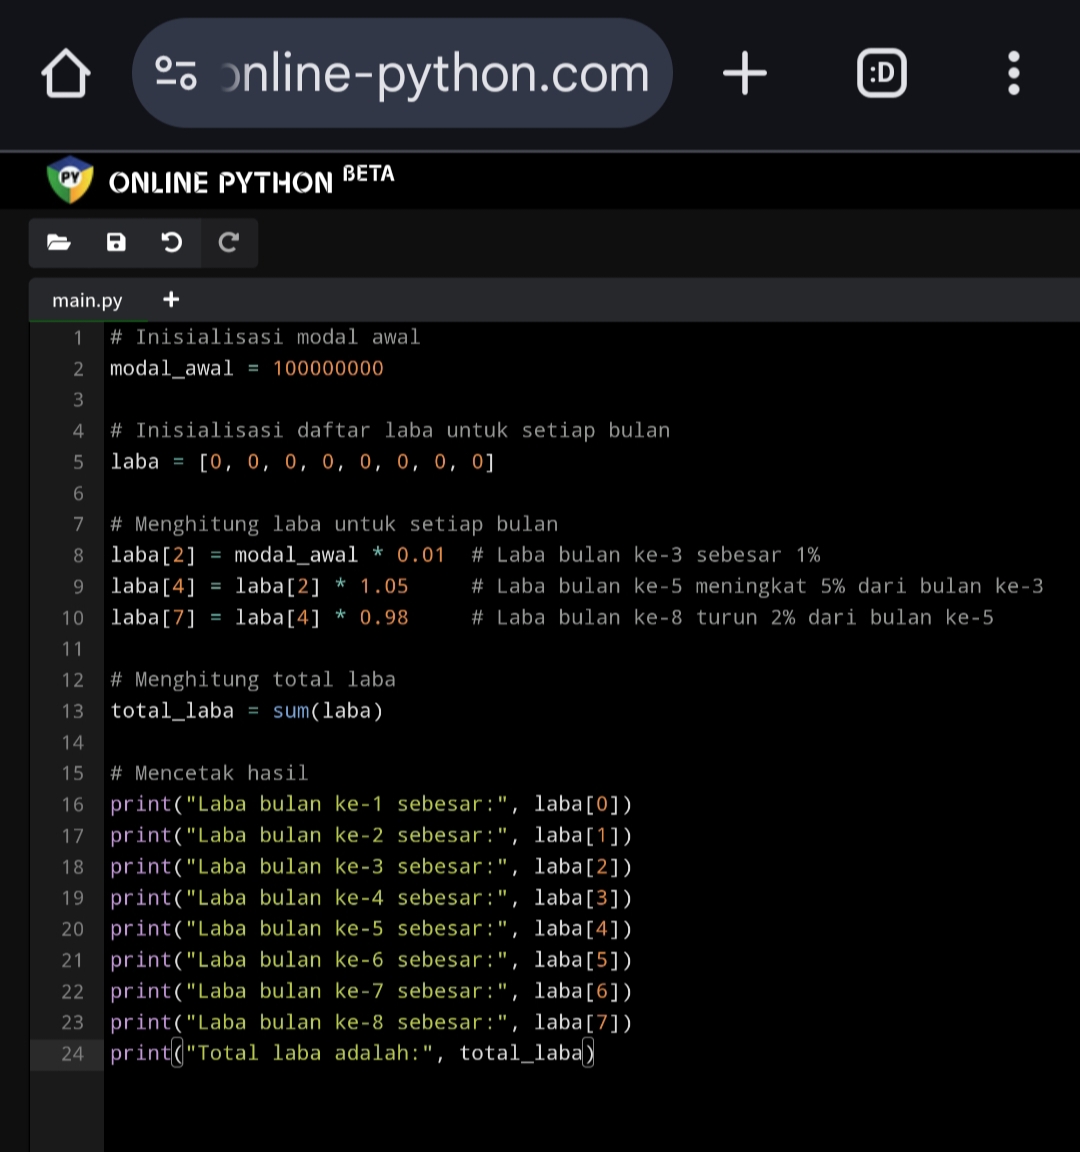 :D
online-python.com
PY
ONLINE PYTHON BETA
main.py +
1 # Inisialisasi modal awal
2 modal_awal = 100000000
3
4 # Inisialisasi daftar laba untuk setiap bulan
5 laba = [0, 0, 0, 0, 0, 0, 0, 0]
6
7 # Menghitung laba untuk setiap bulan
8 laba[2] = modal_awal * 0.01  # Laba bulan ke-3 sebesar 1%
9 laba[4] = laba[2] * 1.05     # Laba bulan ke-5 meningkat 5% dari bulan ke-3
10 laba[7] = laba[4] * 0.98     # Laba bulan ke-8 turun 2% dari bulan ke-5
11
12 # Menghitung total laba
13 total_laba = sum(laba)
14
15 # Mencetak hasil
16 print("Laba bulan ke-1 sebesar:", laba[0])
17 print("Laba bulan ke-2 sebesar:", laba[1])
18 print("Laba bulan ke-3 sebesar:", laba[2])
19 print("Laba bulan ke-4 sebesar:", laba[3])
20 print("Laba bulan ke-5 sebesar:", laba[4])
21 print("Laba bulan ke-6 sebesar:", laba[5])
22 print("Laba bulan ke-7 sebesar:", laba[6])
23 print("Laba bulan ke-8 sebesar:", laba[7])
24 print("Total laba adalah:", total_laba)